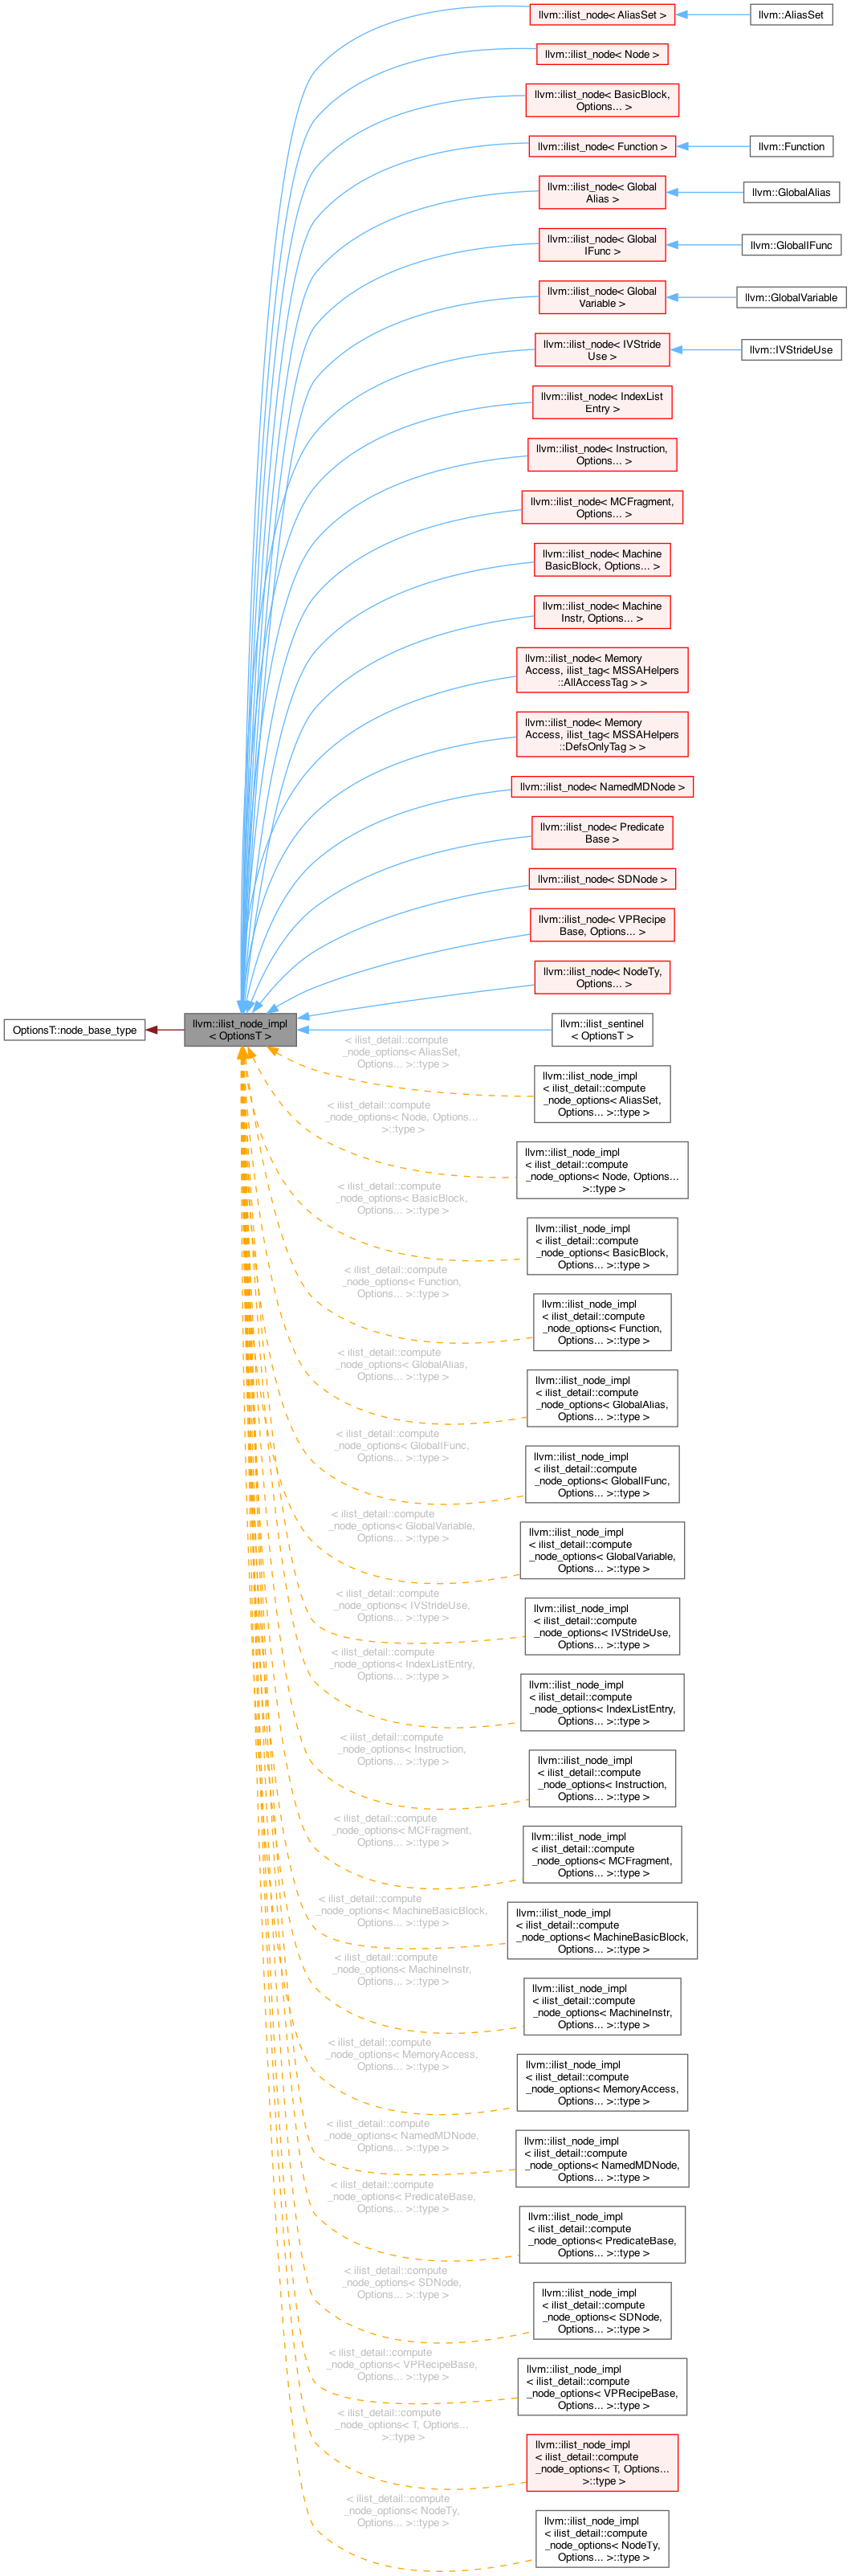 llvm::ilist_node< AliasSet >
llvm::AliasSet
llvm::ilist_node< Node >
llvm::ilist_node< BasicBlock,
Options... >
llvm::ilist_node< Function >
llvm::Function
llvm::ilist_node< Global
Alias >
llvm::GlobalAlias
llvm::ilist_node< Global
IFunc >
llvm::GlobalIFunc
llvm::ilist_node< Global
Variable >
llvm::GlobalVariable
llvm::ilist_node< IVStride
Use >
llvm::IVStrideUse
llvm::ilist_node< IndexList
Entry >
llvm::ilist_node< Instruction,
Options... >
llvm::ilist_node< MCFragment,
Options... >
llvm::ilist_node< Machine
BasicBlock, Options... >
llvm::ilist_node< Machine
Instr, Options... >
llvm::ilist_node< Memory
Access, ilist_tag< MSSAHelpers
::AllAccessTag > >
llvm::ilist_node< Memory
Access, ilist_tag< MSSAHelpers
::DefsOnlyTag > >
llvm::ilist_node< NamedMDNode >
llvm::ilist_node< Predicate
Base >
llvm::ilist_node< SDNode >
llvm::ilist_node< VPRecipe
Base, Options... >
llvm::ilist_node< NodeTy,
Options... >
OptionsT::node_base_type
llvm::ilist_node_impl
< OptionsT >
llvm::ilist_sentinel
< OptionsT >
< ilist_detail::compute
_node_options< AliasSet,
Options... >::type >
llvm::ilist_node_impl
< ilist_detail::compute
_node_options< AliasSet,
Options... >::type >
< ilist_detail::compute
_node_options< Node, Options...
>::type >
llvm::ilist_node_impl
< ilist_detail::compute
_node_options< Node, Options...
>::type >
< ilist_detail::compute
_node_options< BasicBlock,
Options... >::type >
llvm::ilist_node_impl
< ilist_detail::compute
_node_options< BasicBlock,
Options... >::type >
< ilist_detail::compute
_node_options< Function,
Options... >::type >
llvm::ilist_node_impl
< ilist_detail::compute
_node_options< Function,
Options... >::type >
< ilist_detail::compute
_node_options< GlobalAlias,
Options... >::type >
llvm::ilist_node_impl
< ilist_detail::compute
_node_options< GlobalAlias,
Options... >::type >
< ilist_detail::compute
_node_options< GlobalIFunc,
Options... >::type >
llvm::ilist_node_impl
< ilist_detail::compute
_node_options< GlobalIFunc,
Options... >::type >
< ilist_detail::compute
_node_options< GlobalVariable,
Options... >::type >
llvm::ilist_node_impl
< ilist_detail::compute
_node_options< GlobalVariable,
Options... >::type >
< ilist_detail::compute
_node_options< IVStrideUse,
Options... >::type >
llvm::ilist_node_impl
< ilist_detail::compute
_node_options< IVStrideUse,
Options... >::type >
< ilist_detail::compute
_node_options< IndexListEntry,
Options... >::type >
llvm::ilist_node_impl
< ilist_detail::compute
_node_options< IndexListEntry,
Options... >::type >
< ilist_detail::compute
_node_options< Instruction,
Options... >::type >
llvm::ilist_node_impl
< ilist_detail::compute
_node_options< Instruction,
Options... >::type >
< ilist_detail::compute
_node_options< MCFragment,
Options... >::type >
llvm::ilist_node_impl
< ilist_detail::compute
_node_options< MCFragment,
Options... >::type >
< ilist_detail::compute
_node_options< MachineBasicBlock,
Options... >::type >
llvm::ilist_node_impl
< ilist_detail::compute
_node_options< MachineBasicBlock,
Options... >::type >
< ilist_detail::compute
_node_options< MachineInstr,
Options... >::type >
llvm::ilist_node_impl
< ilist_detail::compute
_node_options< MachineInstr,
Options... >::type >
< ilist_detail::compute
_node_options< MemoryAccess,
Options... >::type >
llvm::ilist_node_impl
< ilist_detail::compute
_node_options< MemoryAccess,
Options... >::type >
< ilist_detail::compute
_node_options< NamedMDNode,
Options... >::type >
llvm::ilist_node_impl
< ilist_detail::compute
_node_options< NamedMDNode,
Options... >::type >
< ilist_detail::compute
_node_options< PredicateBase,
Options... >::type >
llvm::ilist_node_impl
< ilist_detail::compute
_node_options< PredicateBase,
Options... >::type >
< ilist_detail::compute
_node_options< SDNode,
Options... >::type >
llvm::ilist_node_impl
< ilist_detail::compute
_node_options< SDNode,
Options... >::type >
< ilist_detail::compute
_node_options< VPRecipeBase,
Options... >::type >
llvm::ilist_node_impl
< ilist_detail::compute
_node_options< VPRecipeBase,
Options... >::type >
< ilist_detail::compute
_node_options< T, Options...
>::type >
llvm::ilist_node_impl
< ilist_detail::compute
_node_options< T, Options...
>::type >
< ilist_detail::compute
_node_options< NodeTy,
Options... >::type >
llvm::ilist_node_impl
< ilist_detail::compute
_node_options< NodeTy,
Options... >::type >